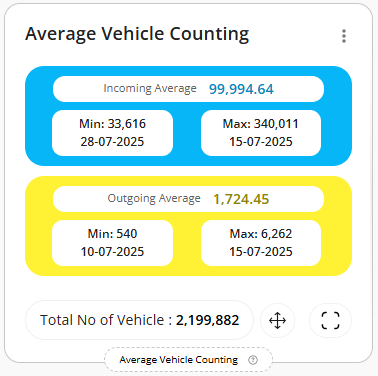 Average Vehicle Counting
Incoming Average 99,994.64
Min: 33,616
28-07-2025
Max: 340,011
15-07-2025
Outgoing Average 1,724.45
Min: 540
10-07-2025
Max: 6,262
15-07-2025
Total No of Vehicle : 2,199,882
Average Vehicle Counting ?